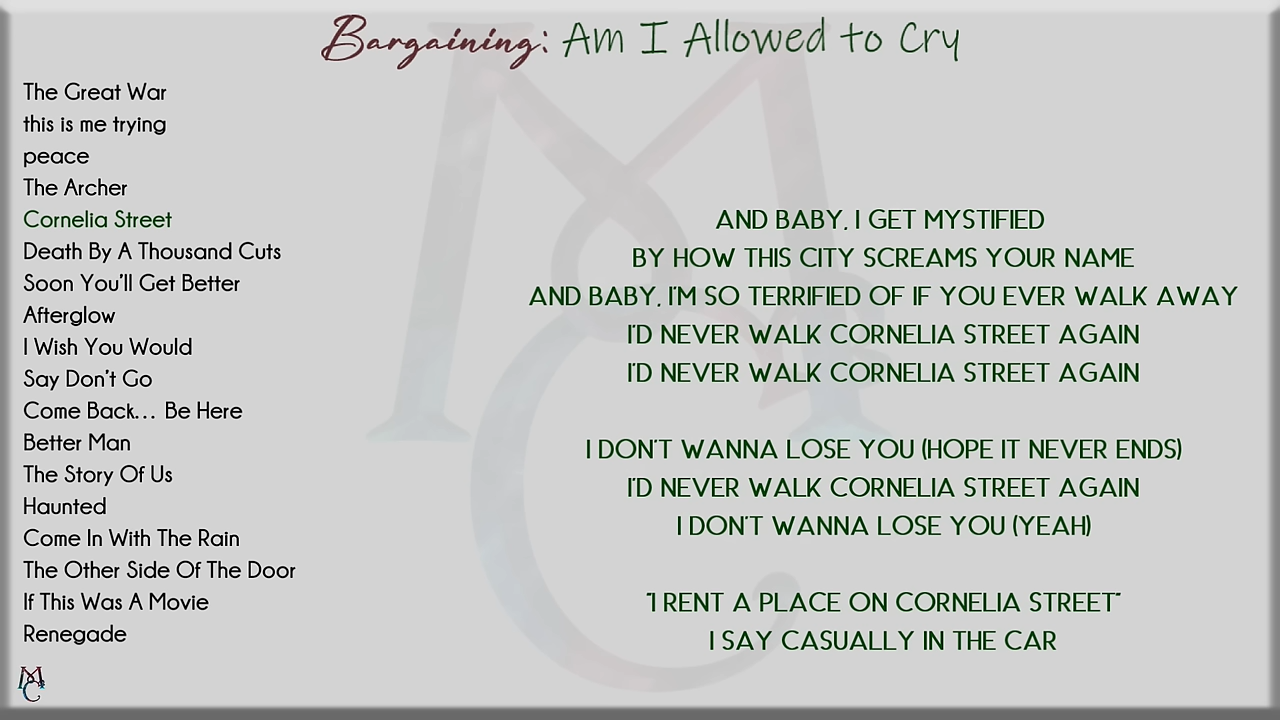 Bargaining: Am I Allowed to Cry
The Great War
this is me trying
peace
The Archer
Cornelia Street
Death By A Thousand Cuts
Soon You'll Get Better
Afterglow
I Wish You Would
Say Don't Go
Come Back... Be Here
Better Man
The Story Of Us
Haunted
Come In With The Rain
The Other Side Of The Door
If This Was A Movie
Renegade
AND BABY, I GET MYSTIFIED
BY HOW THIS CITY SCREAMS YOUR NAME
AND BABY, I'M SO TERRIFIED OF IF YOU EVER WALK AWAY
I'D NEVER WALK CORNELIA STREET AGAIN
I'D NEVER WALK CORNELIA STREET AGAIN
I DON'T WANNA LOSE YOU (HOPE IT NEVER ENDS)
I'D NEVER WALK CORNELIA STREET AGAIN
I DON'T WANNA LOSE YOU (YEAH)
"I RENT A PLACE ON CORNELIA STREET"
I SAY CASUALLY IN THE CAR